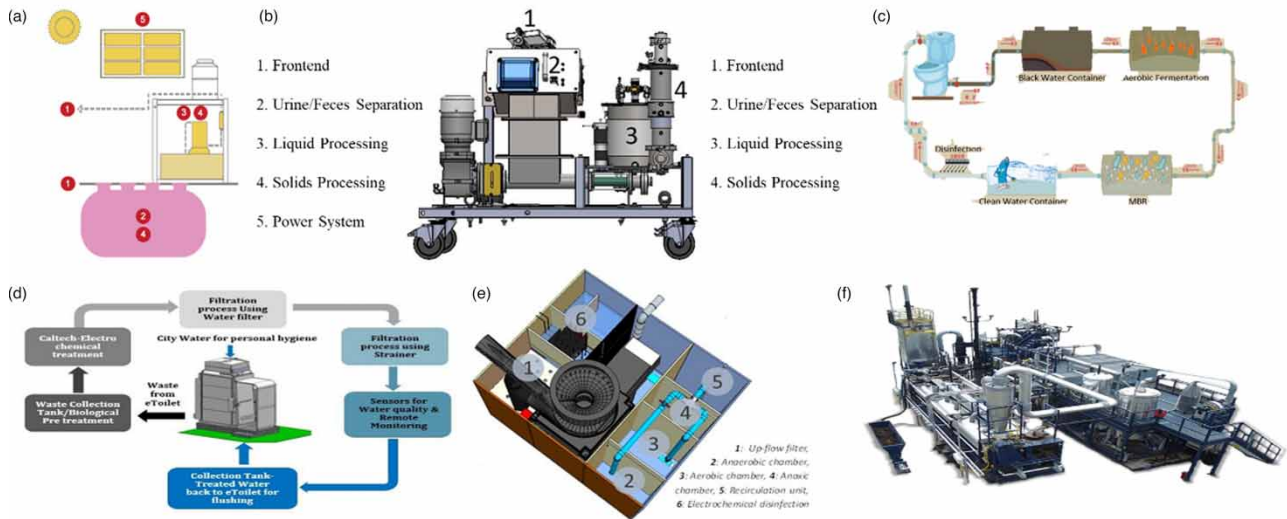 (a)
5
1
3
4
1
2
4
1. Frontend
2. Urine/Feces Separation
3. Liquid Processing
4. Solids Processing
5. Power System
(b)
1
2
3
4
1. Frontend
2. Urine/Feces Separation
3. Liquid Processing
4. Solids Processing
(c)
Black Water Container
Aerobic Fermentation
Disinfection
Clean Water Container
MBR
(d)
Filtration
process Using
Water filter
City Water for personal hygiene
Caltech-Electro
chemical
treatment
Filtration
process using
Strainer
Waste
from
eToilet
Waste Collection
Tank/Biological
Pre treatment
Sensors for
Water quality &
Remote
Monitoring
Collection Tank-
Treated Water
back to eToilet for
flushing
(e)
6
1
5
4
3
2
1: Up-flow filter,
2: Anaerobic chamber,
3: Aerobic chamber, 4: Anoxic
chamber, 5: Recirculation unit,
6: Electrochemical disinfection
(f)